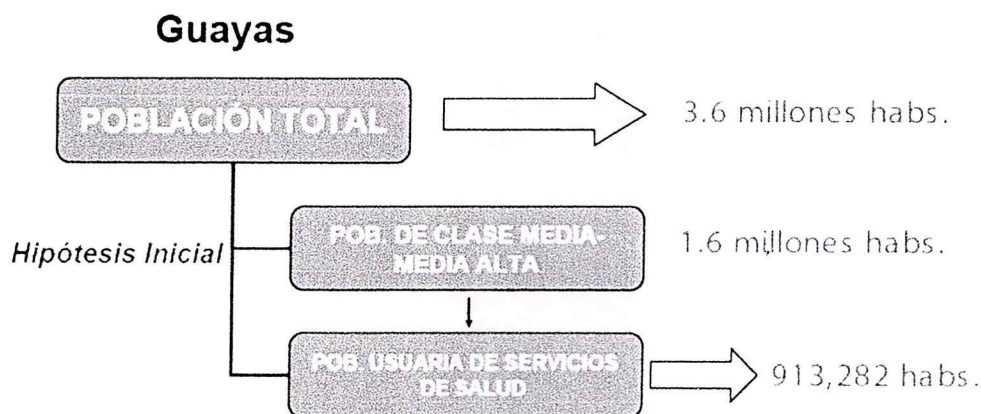 Guayas
POBLACIÓN TOTAL
3.6 millones habs.
Hipótesis Inicial
POB. DE CLASE MEDIA-
MEDIA ALTA
1.6 millones habs.
POB. USUARIA DE SERVICIOS
DE SALUD
913,282 habs.